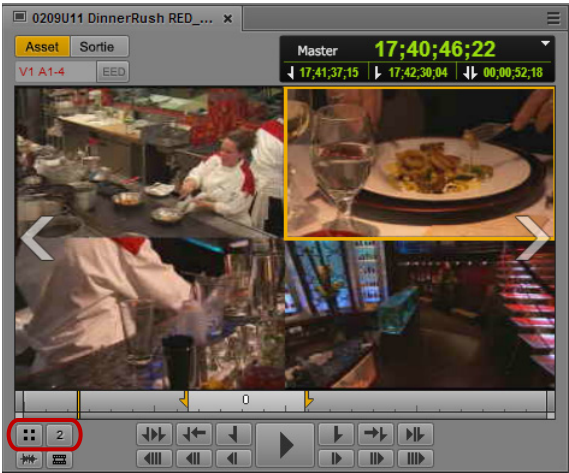 0209U11 DinnerRush RED_...
Asset Sortie
V1 A1-4 EED
Master 17;40;46;22
17;41;37;15 17;42;30;04 00;00;52;18
0
2